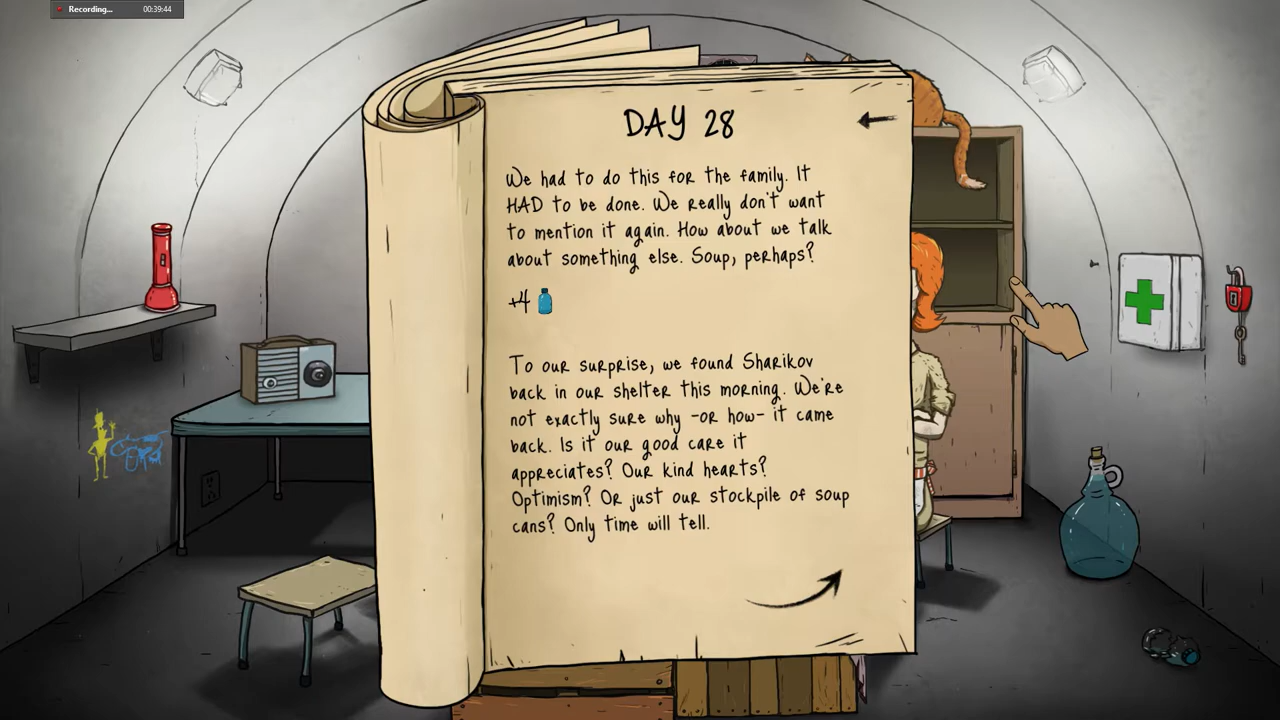 Recording...
00:39:44
DAY 28
We had to do this for the family. It
HAD to be done. We really don't want
to mention it again. How about we talk
about something else. Soup, perhaps?
+4
To our surprise, we found Sharikov
back in our shelter this morning. We're
not exactly sure why -or how- it came
back. Is it our good care it
appreciates? Our kind hearts?
Optimism? Or just our stockpile of soup
cans? Only time will tell.